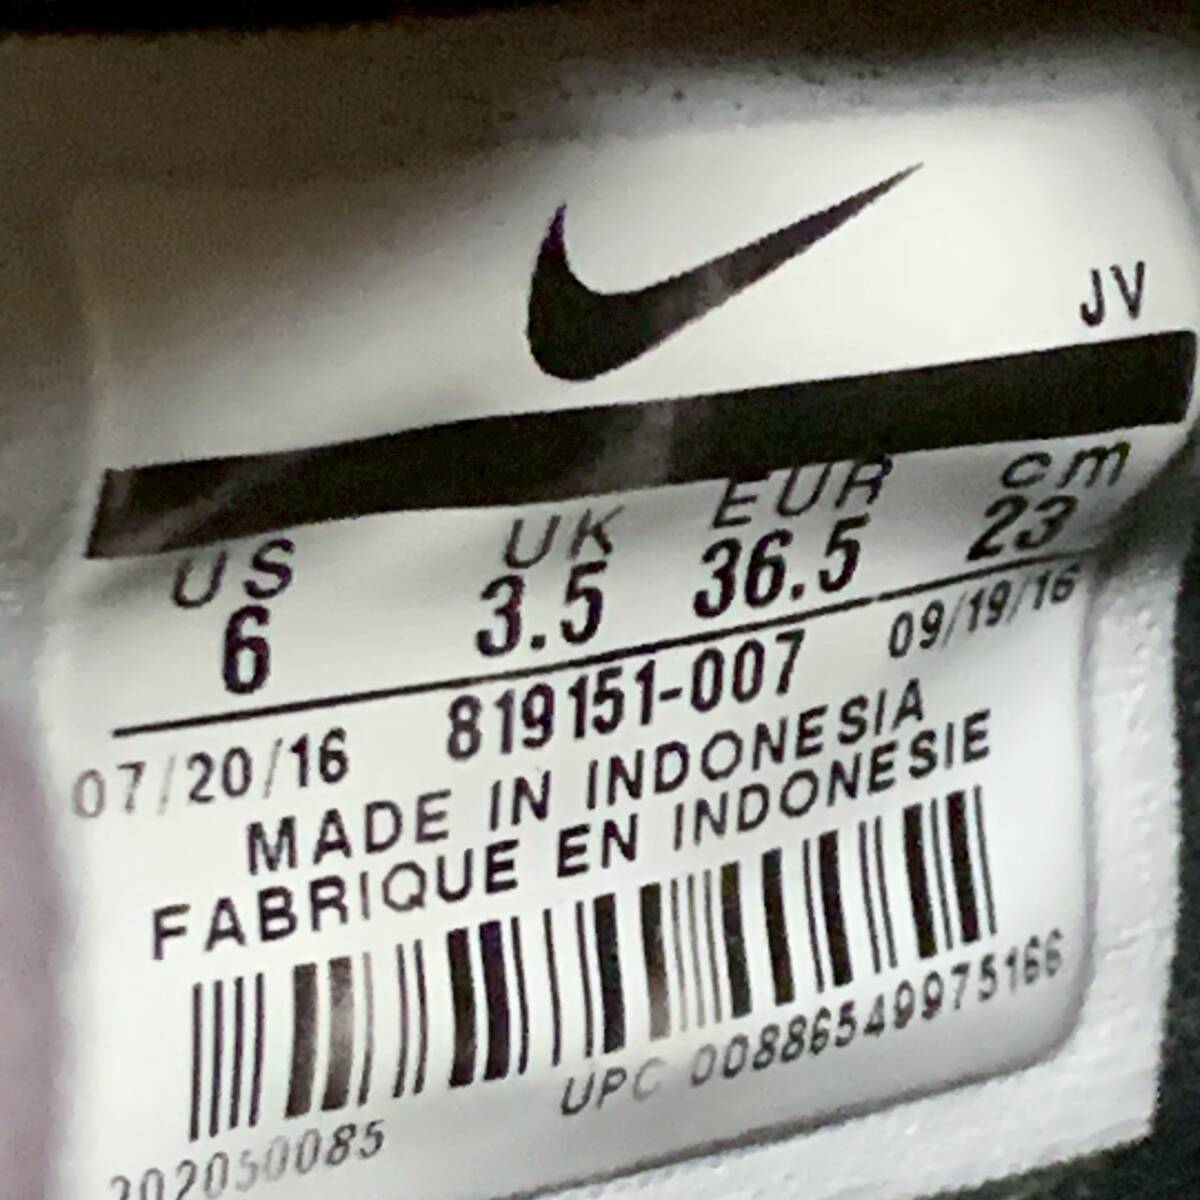 JV
US UK EUR cm
6 3.5 36.5 23
07/20/16 819151-007 09/19/16
MADE IN INDONESIA
FABRIQUE EN INDONESIE
UPC 00886549975166
202050085